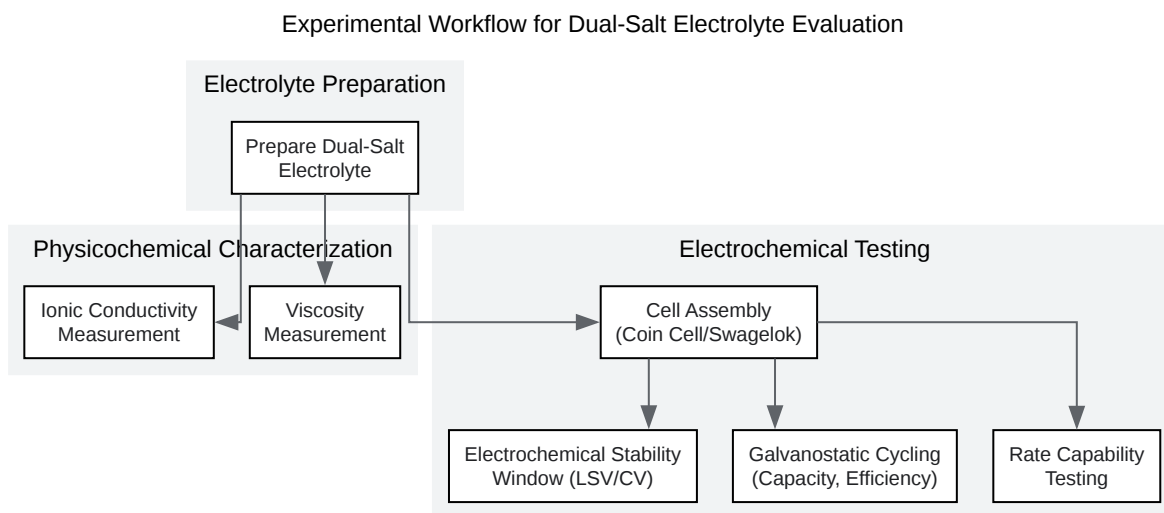 Experimental Workflow for Dual-Salt Electrolyte Evaluation
Electrolyte Preparation
Prepare Dual-Salt
Electrolyte
Physicochemical Characterization
Ionic Conductivity
Measurement
Viscosity
Measurement
Electrochemical Testing
Cell Assembly
(Coin Cell/Swagelok)
Electrochemical Stability
Window (LSV/CV)
Galvanostatic Cycling
(Capacity, Efficiency)
Rate Capability
Testing